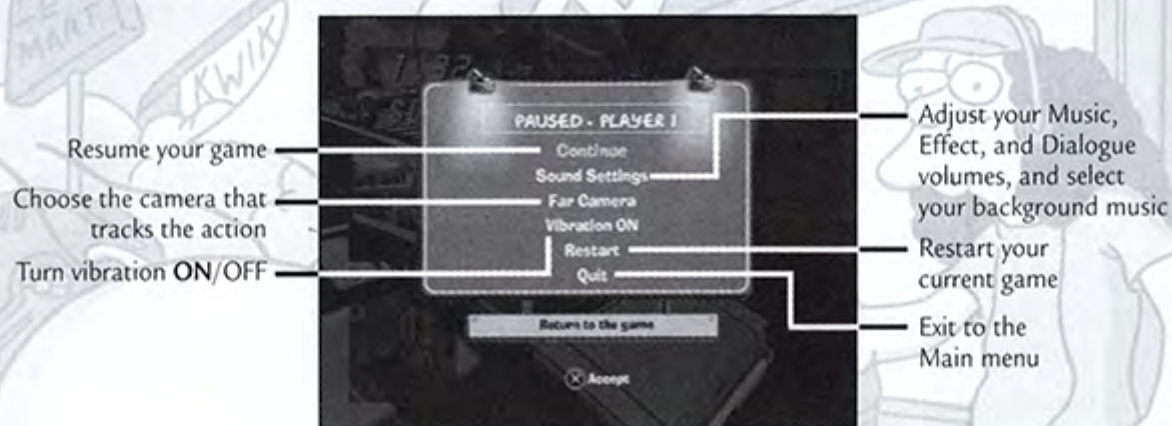 MART
KWIK
Resume your game
Choose the camera that
tracks the action
Turn vibration ON/OFF
PAUSED - PLAYER 1
Continue
Sound Settings
Far Camera
Vibration ON
Restart
Quit
Return to the game
Accept
Adjust your Music,
Effect, and Dialogue
volumes, and select
your background music
Restart your
current game
Exit to the
Main menu